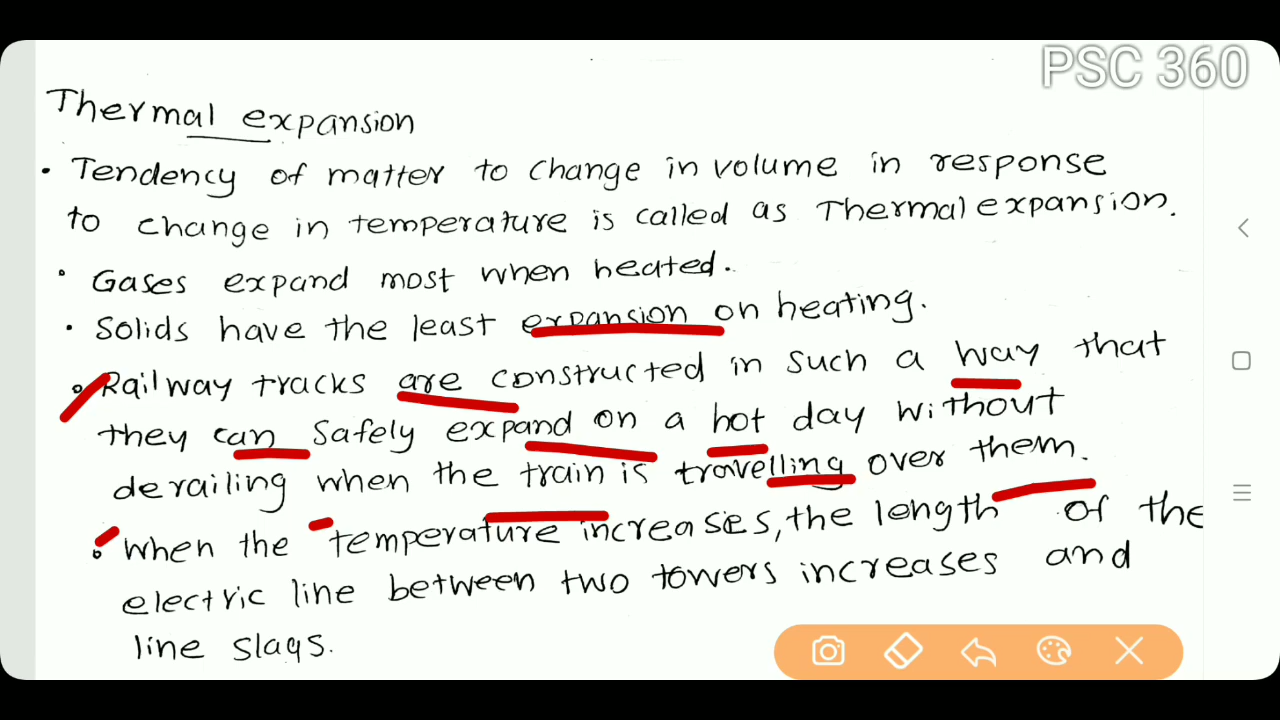 PSC 360
Thermal expansion
• Tendency of matter to change in volume in response
to change in temperature is called as Thermal expansion.
• Gases expand most when heated.
• Solids have the least expansion on heating.
• Railway tracks are constructed in such a way that
they can safely expand on a hot day without
derailing when the train is travelling over them.
• When the temperature increases, the length of the
electric line between two towers increases and
line slags.